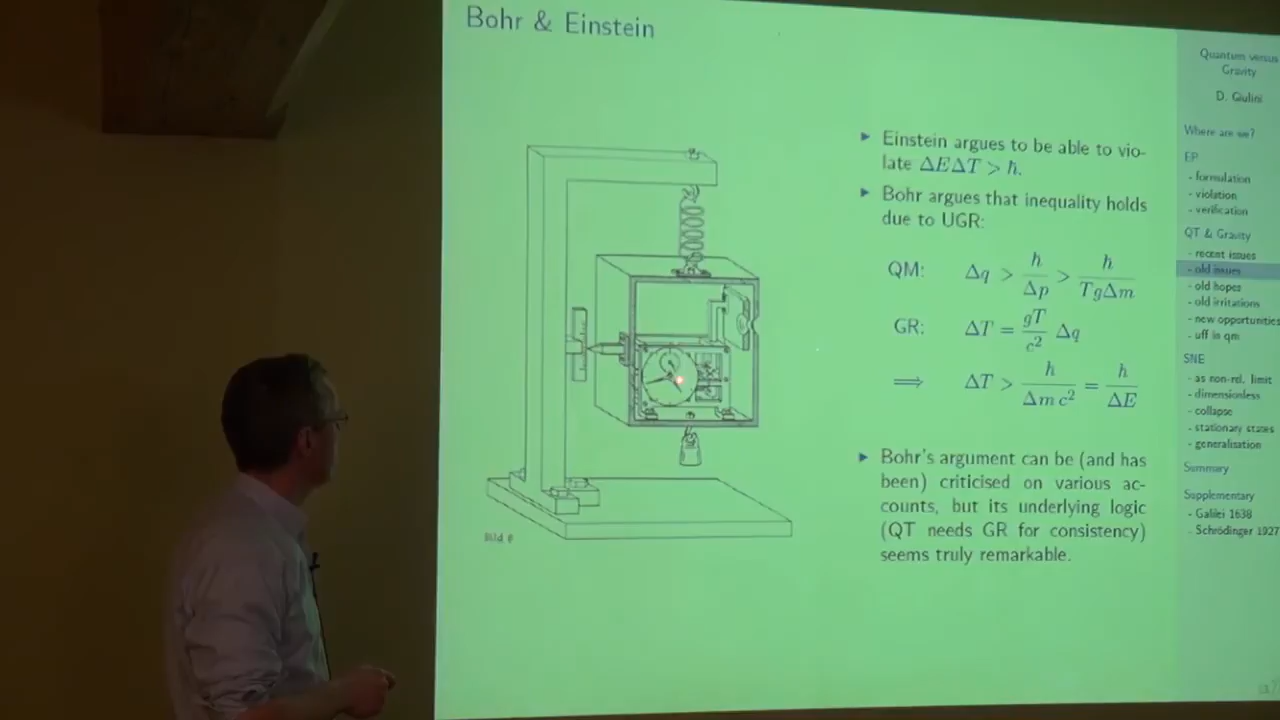 Bohr & Einstein
▶ Einstein argues to be able to vio-
late ΔEΔT > ħ.
▶ Bohr argues that inequality holds
due to UGR:
QM: Δq > ħ/Δp > ħ/TgΔm
GR: ΔT = gT/c² Δq
⟹ ΔT > ħ/Δm c² = ħ/ΔE
▶ Bohr's argument can be (and has
been) criticised on various ac-
counts, but its underlying logic
(QT needs GR for consistency)
seems truly remarkable.
Quantum versus
Gravity
D. Giulini
Where are we?
EP
- formulation
- violation
- verification
QT & Gravity
- recent issues
- old issues
- old hopes
- old irritations
- new opportunities
- uff in qm
SNE
- as non-rel. limit
- dimensionless
- collapse
- stationary states
- generalisation
Summary
Supplementary
- Galilei 1638
- Schrödinger 1927